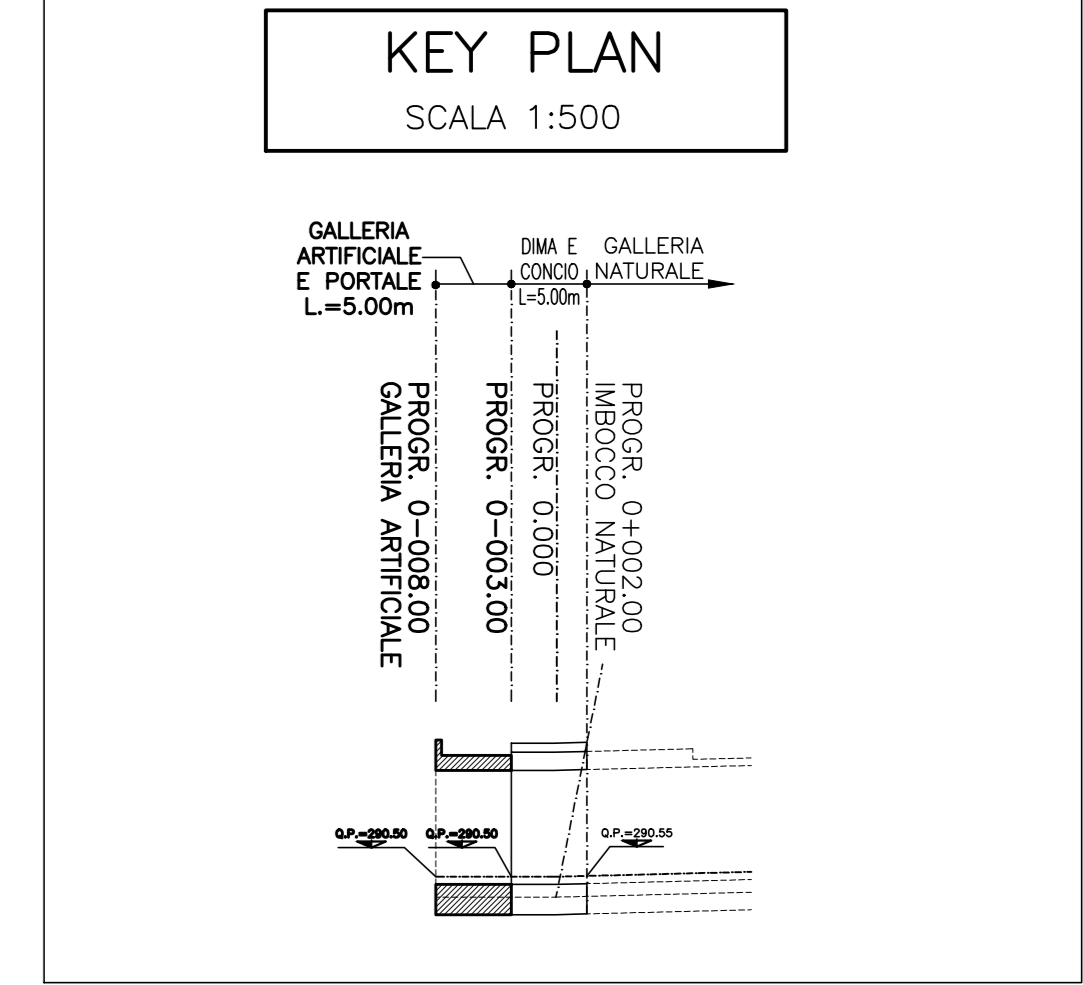 KEY PLAN
SCALA 1:500
GALLERIA
ARTIFICIALE
E PORTALE
L.=5.00m
DIMA E
CONCIO
L=5.00m
GALLERIA
NATURALE
PROGR. 0-008.00
GALLERIA ARTIFICIALE
PROGR. 0-003.00
PROGR. 0.000
PROGR. 0+002.00
IMBOCCO NATURALE
Q.P.=290.50
Q.P.=290.50
Q.P.=290.55